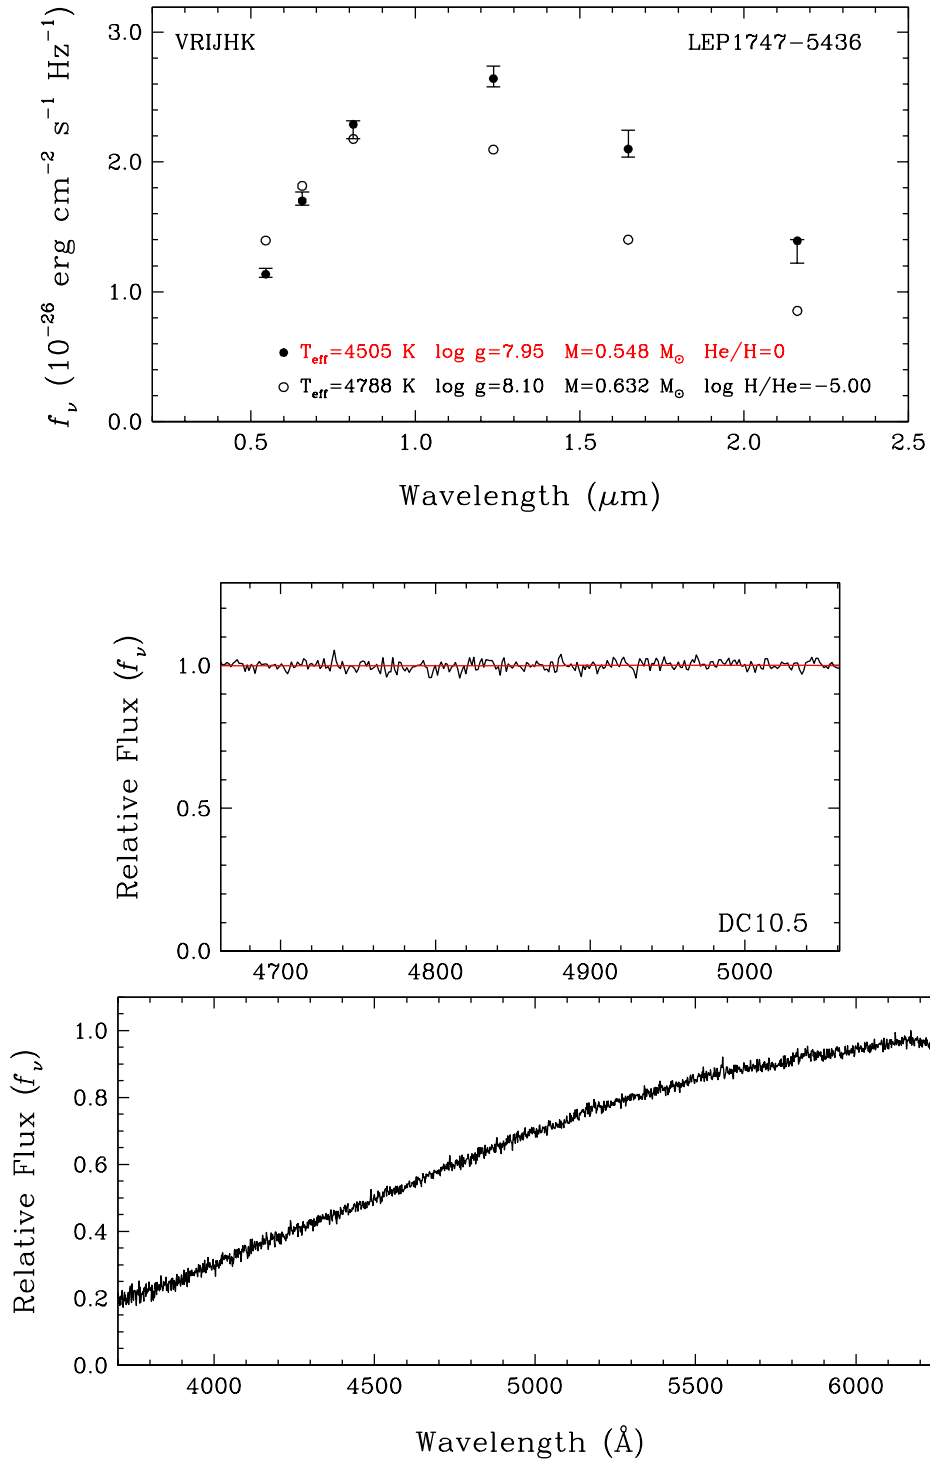 VRIJHK LEP1747−5436
f_ν (10^−26 erg cm^−2 s^−1 Hz^−1)
3.0
2.0
1.0
0.0
T_eff=4505 K log g=7.95 M=0.548 M_⊙ He/H=0
T_eff=4788 K log g=8.10 M=0.632 M_⊙ log H/He=−5.00
0.5 1.0 1.5 2.0 2.5
Wavelength (μm)
Relative Flux (f_ν)
1.0
0.5
0.0
DC10.5
4700 4800 4900 5000
Relative Flux (f_ν)
1.0
0.8
0.6
0.4
0.2
0.0
4000 4500 5000 5500 6000
Wavelength (Å)